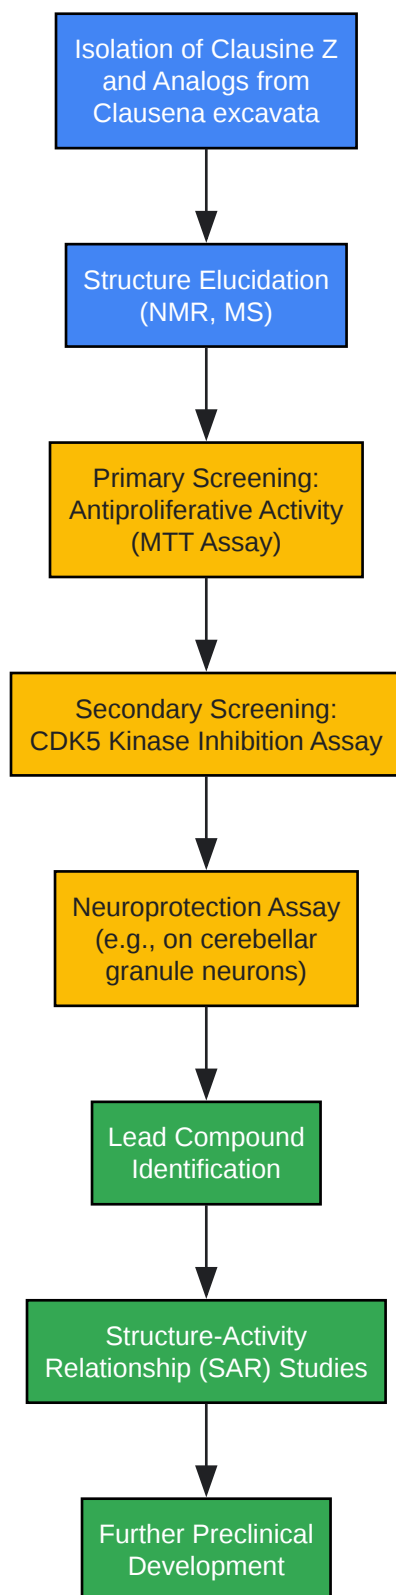 Isolation of Clausine Z
and Analogs from
Clausena excavata
Structure Elucidation
(NMR, MS)
Primary Screening:
Antiproliferative Activity
(MTT Assay)
Secondary Screening:
CDK5 Kinase Inhibition Assay
Neuroprotection Assay
(e.g., on cerebellar
granule neurons)
Lead Compound
Identification
Structure-Activity
Relationship (SAR) Studies
Further Preclinical
Development